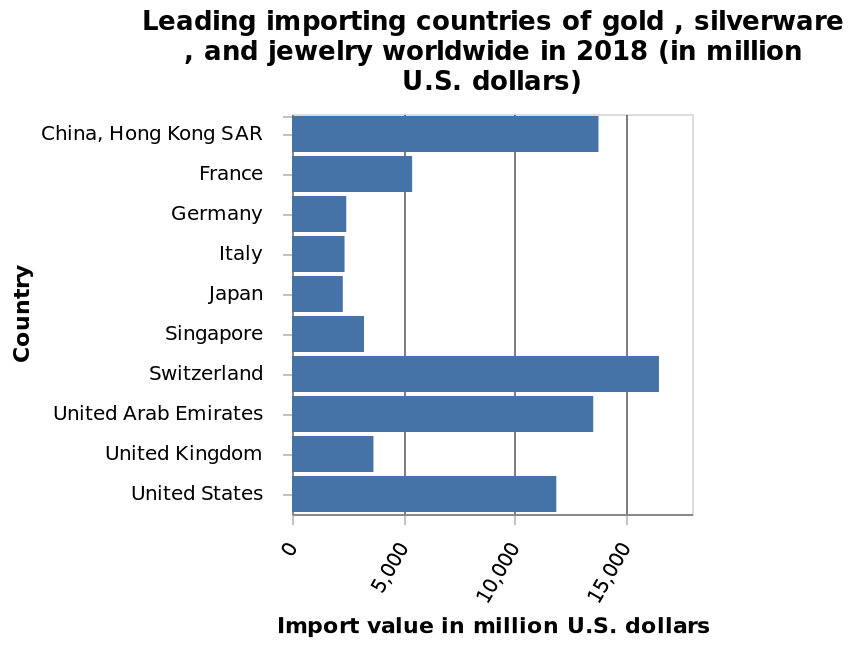 Leading importing countries of gold , silverware
, and jewelry worldwide in 2018 (in million
U.S. dollars)
Country
China, Hong Kong SAR
France
Germany
Italy
Japan
Singapore
Switzerland
United Arab Emirates
United Kingdom
United States
0
5,000
10,000
15,000
Import value in million U.S. dollars